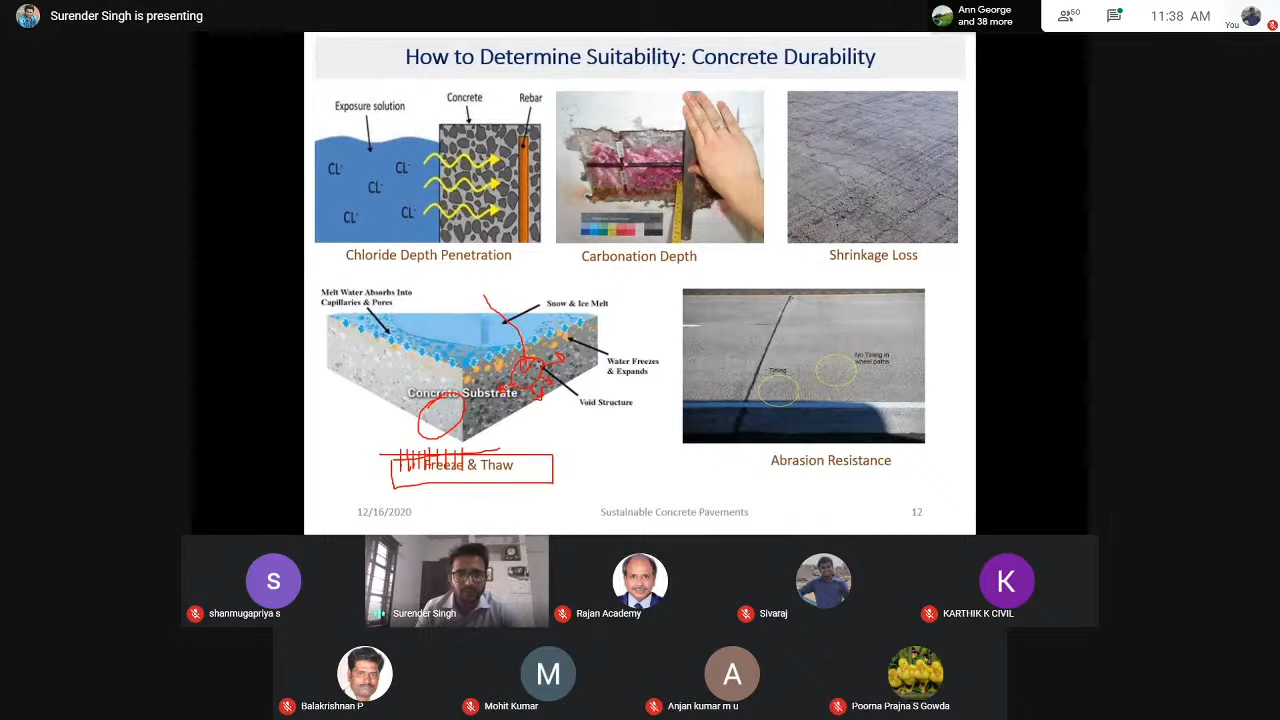 Surender Singh is presenting
Ann George
and 38 more
50
11:38 AM
You
How to Determine Suitability: Concrete Durability
Exposure solution
Concrete
Rebar
CL⁻
CL⁻
CL⁻
CL⁻
CL⁻
Chloride Depth Penetration
Carbonation Depth
Shrinkage Loss
Melt Water Absorbs Into
Capillaries & Pores
Snow & Ice Melt
Water Freezes
& Expands
Concrete Substrate
Void Structure
Tining
No Tining in
wheel paths
Freeze & Thaw
Abrasion Resistance
12/16/2020
Sustainable Concrete Pavements
12
s
shanmugapriya s
Surender Singh
Rajan Academy
Sivaraj
K
KARTHIK K CIVIL
Balakrishnan P
M
Mohit Kumar
A
Anjan kumar m u
Poorna Prajna S Gowda